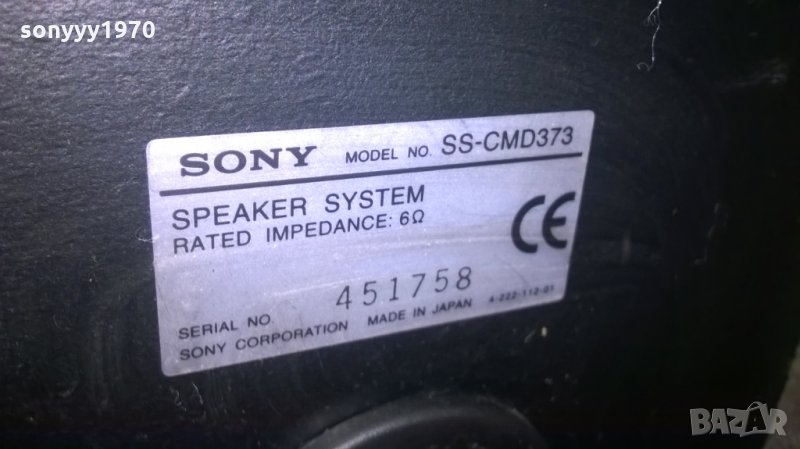 sonyyy1970
SONY MODEL NO. SS-CMD373
SPEAKER SYSTEM
RATED IMPEDANCE: 6Ω
CE
SERIAL NO. 451758
SONY CORPORATION MADE IN JAPAN 4-222-112-01
BAZAR